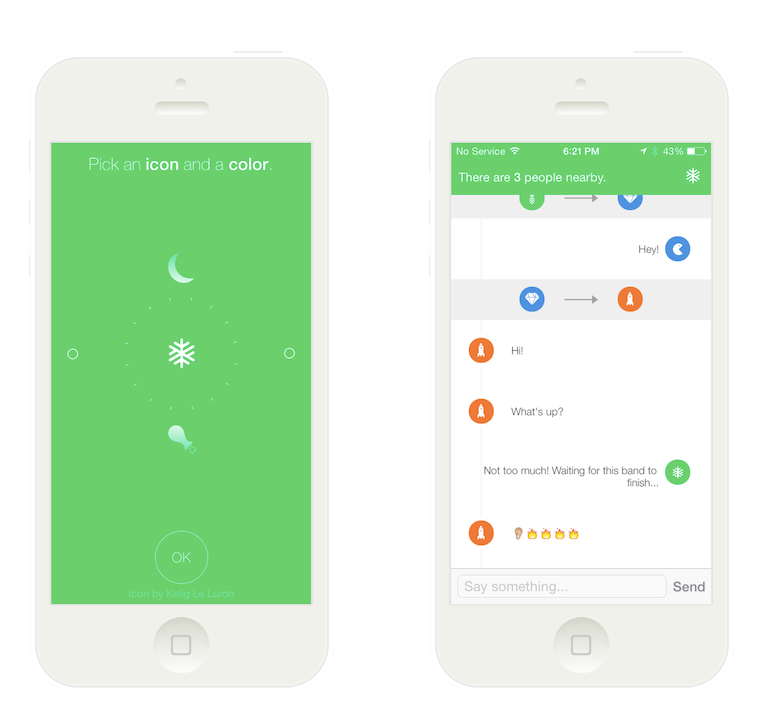 Pick an icon and a color.
OK
Icon by Kelig Le Luron
No Service 6:21 PM 43%
There are 3 people nearby.
Hey!
Hi!
What's up?
Not too much! Waiting for this band to
finish...
Say something... Send